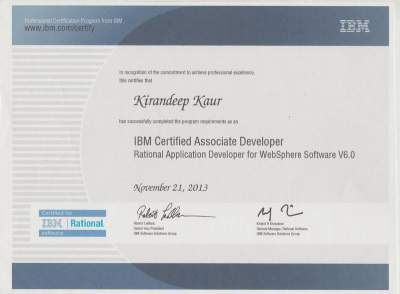 Professional Certification Program from IBM
www.ibm.com/certify
IBM
In recognition of the commitment to achieve professional excellence,
this certifies that
Kirandeep Kaur
has successfully completed the program requirements as an
IBM Certified Associate Developer
Rational Application Developer for WebSphere Software V6.0
November 21, 2013
Certified for
IBM Rational
software
Robert LeBlanc
Senior Vice President
IBM Software Solutions Group
General Manager, Rational Software
IBM Software Solutions Group